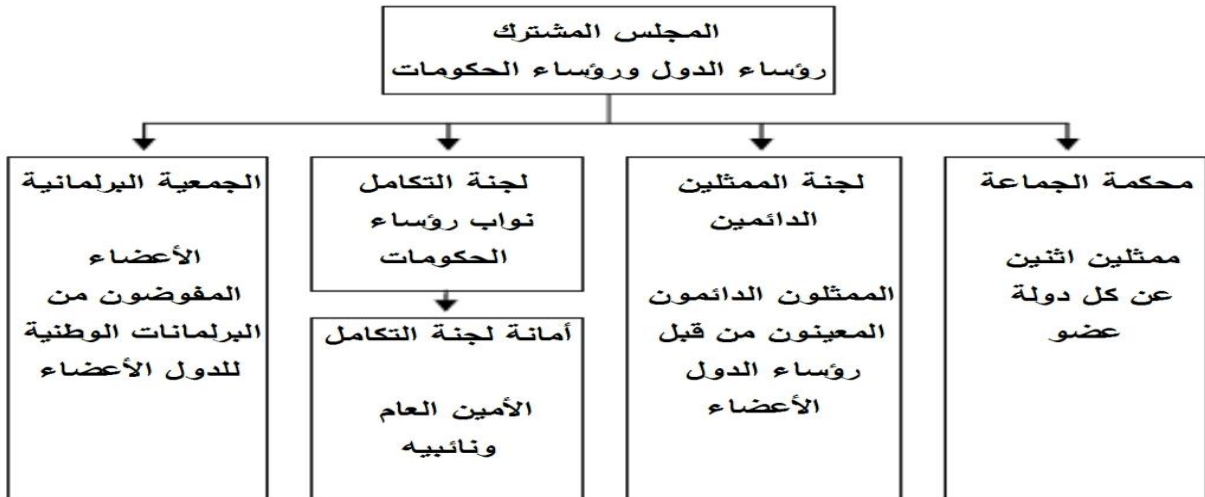 المجلس المشترك
رؤساء الدول ورؤساء الحكومات
محكمة الجماعة
ممثلين اثنين
عن كل دولة
عضو
لجنة الممثلين
الدائمين
الممثلون الدائمون
المعينون من قبل
رؤساء الدول
الأعضاء
لجنة التكامل
نواب رؤساء
الحكومات
أمانة لجنة التكامل
الأمين العام
ونائبيه
الجمعية البرلمانية
الأعضاء
المفوضون من
البرلمانات الوطنية
للدول الأعضاء